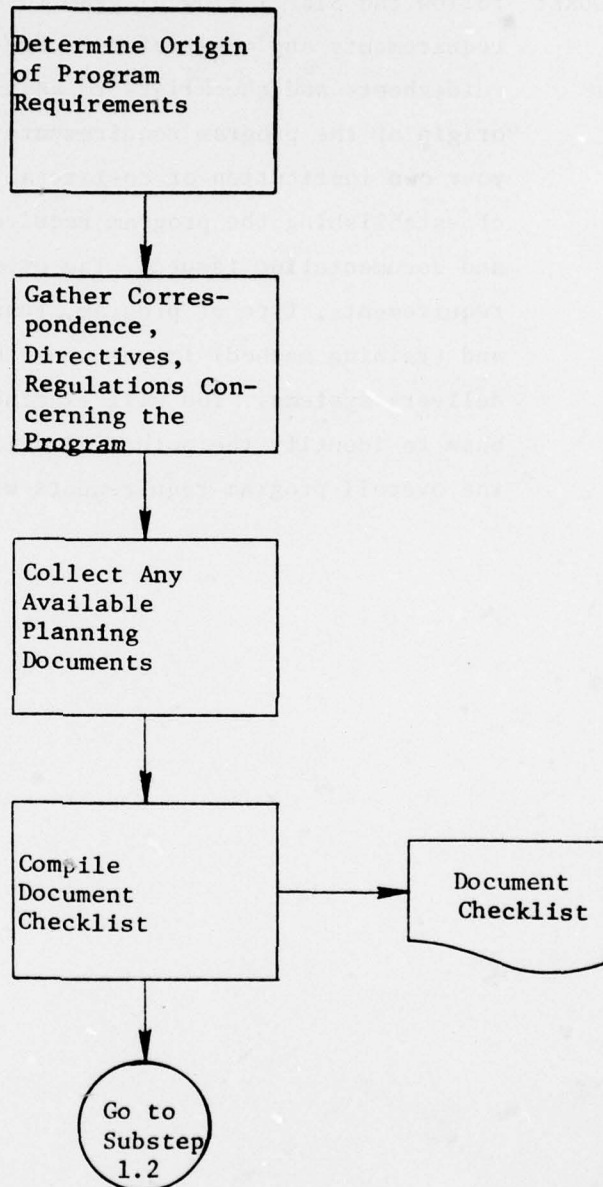 Determine Origin
of Program
Requirements
Gather Corres-
pondence,
Directives,
Regulations Con-
cerning the
Program
Collect Any
Available
Planning
Documents
Compile
Document
Checklist
Document
Checklist
Go to
Substep
1.2